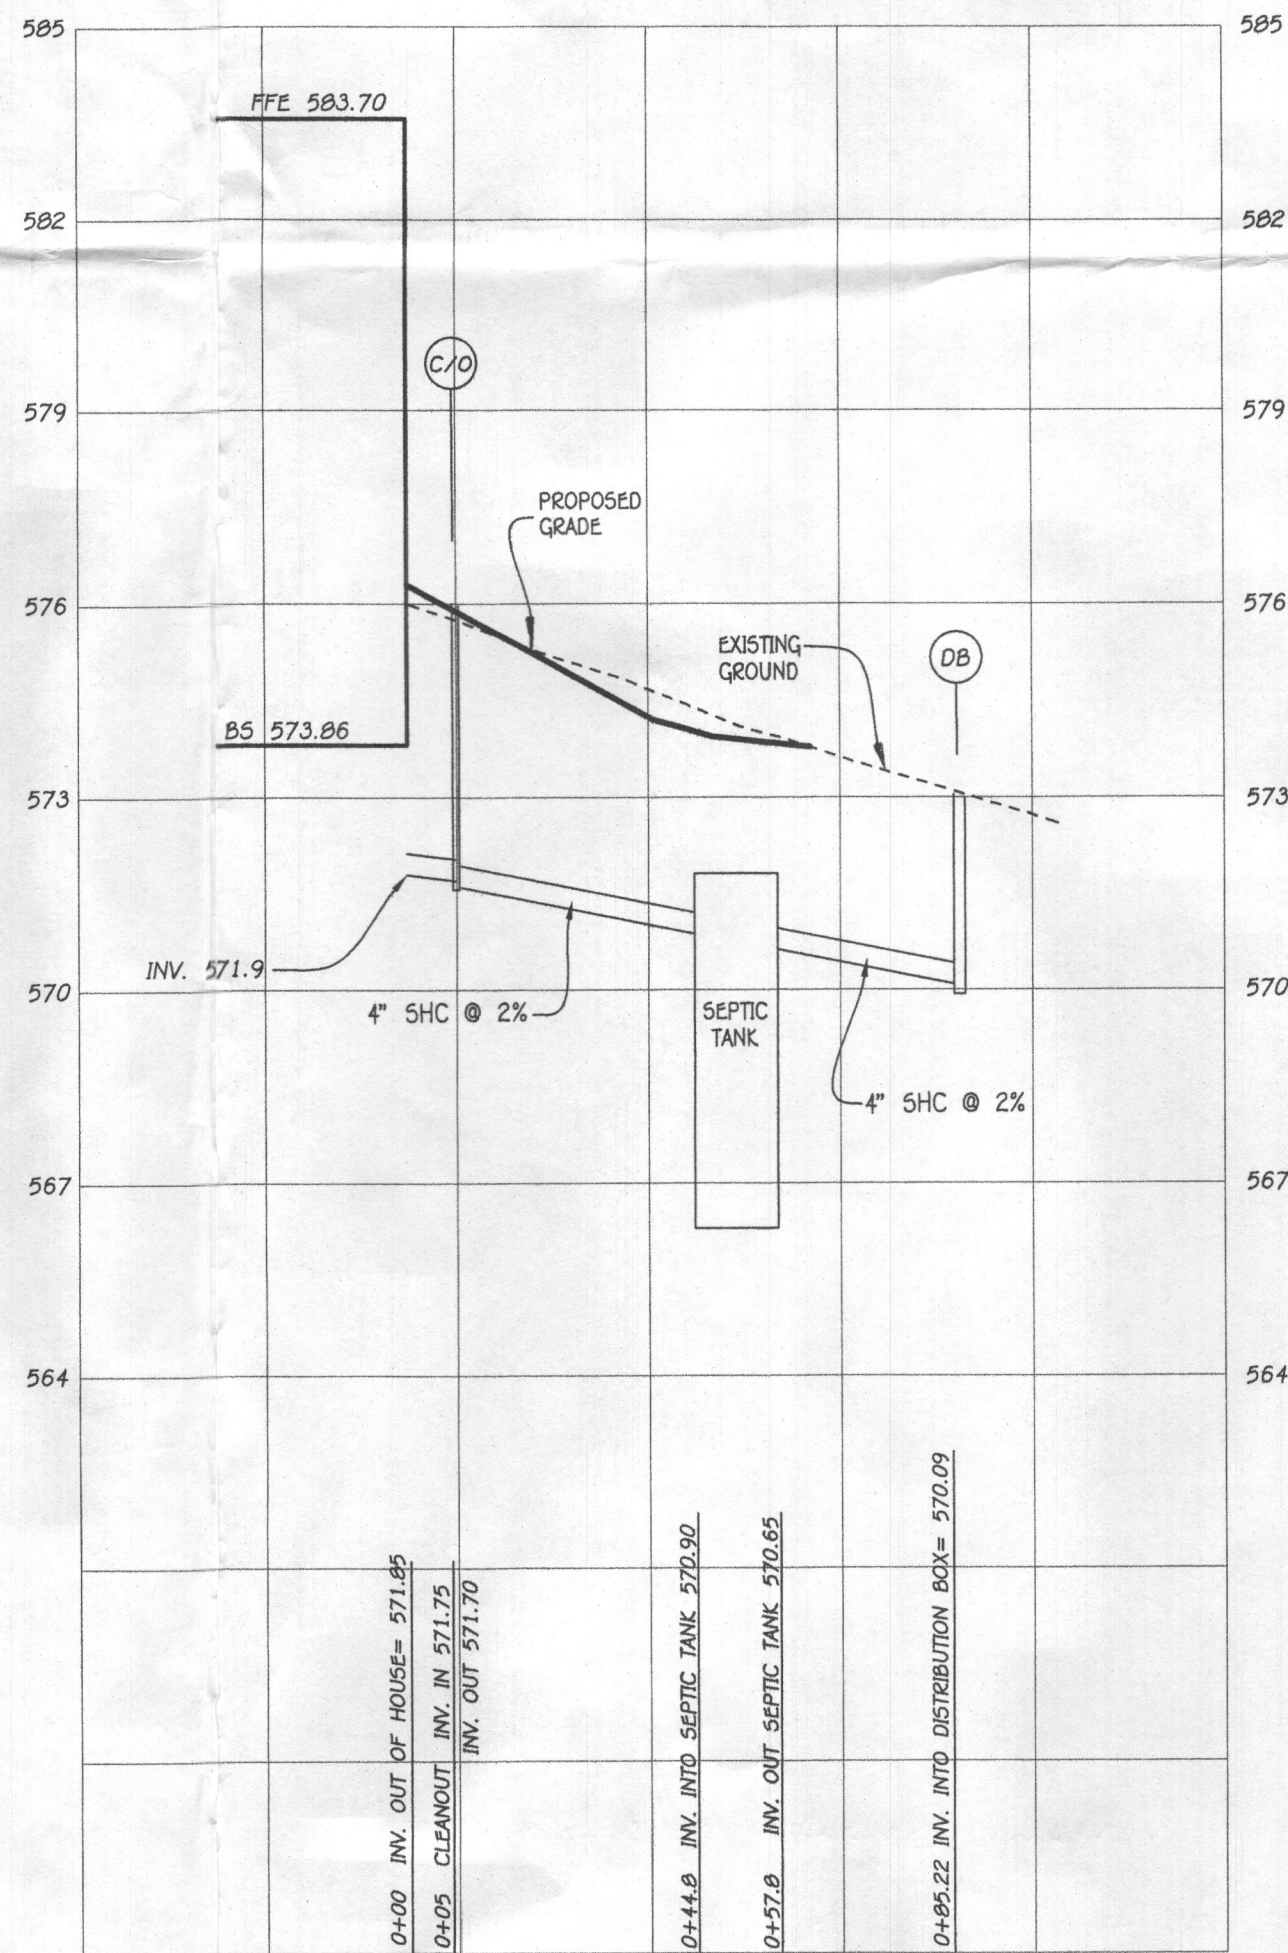 585 585
FFE 583.70
582 582
C/O
579 579
PROPOSED
GRADE
576 576
EXISTING
GROUND
DB
BS 573.86
573 573
INV. 571.9
570 570
4" SHC @ 2%
SEPTIC
TANK
4" SHC @ 2%
567 567
564 564
0+00 INV. OUT OF HOUSE= 571.85
0+05 CLEANOUT INV. IN 571.75
INV. OUT 571.70
0+44.8 INV. INTO SEPTIC TANK 570.90
0+57.8 INV. OUT SEPTIC TANK 570.65
0+85.22 INV. INTO DISTRIBUTION BOX= 570.09